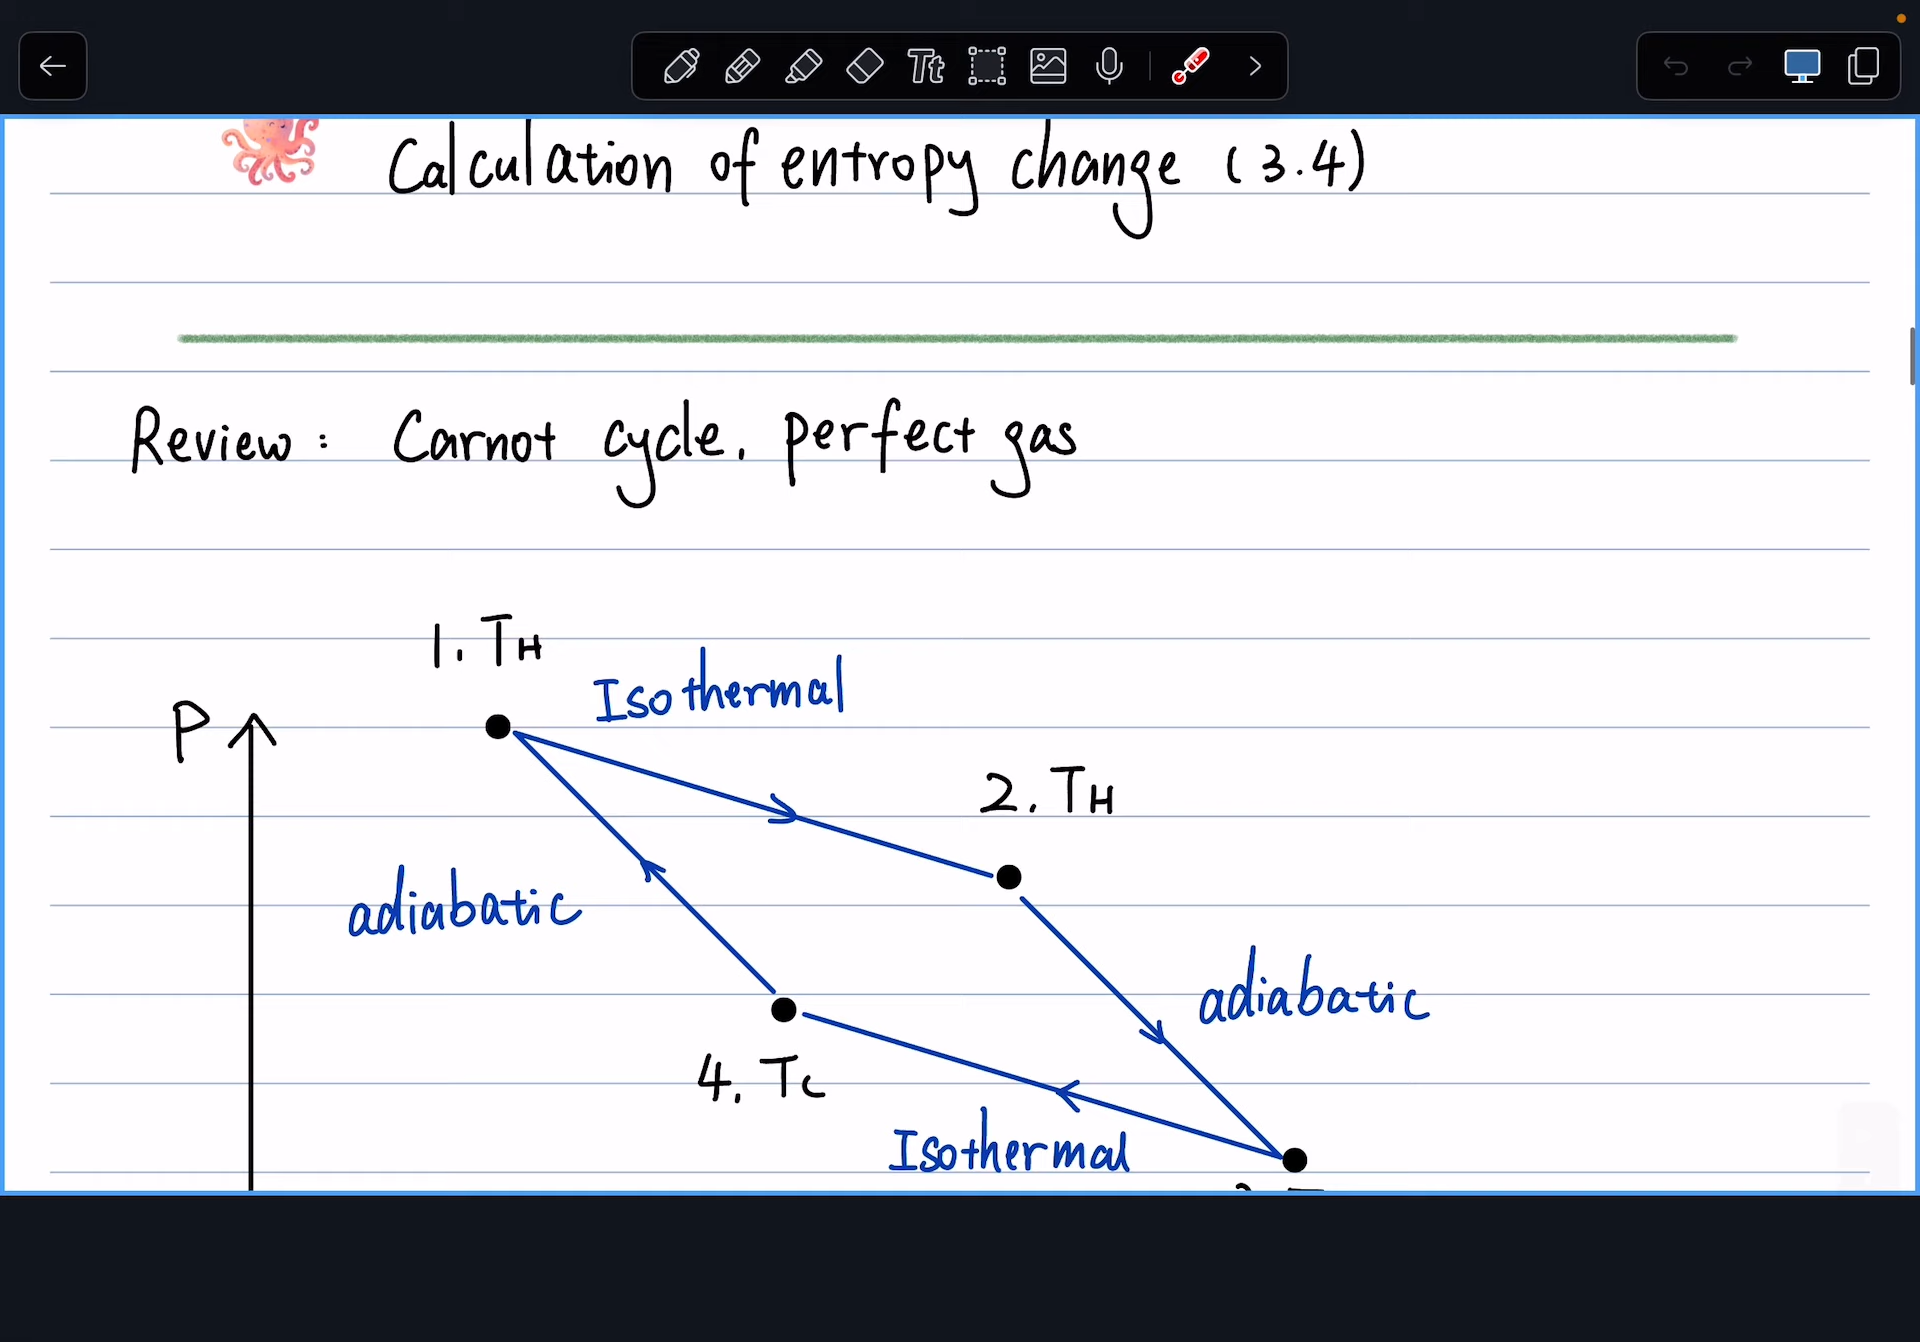 Tt
Calculation of entropy change (3.4)
Review: Carnot cycle, perfect gas
1. TH
Isothermal
P
2. TH
adiabatic
adiabatic
4. Tc
Isothermal